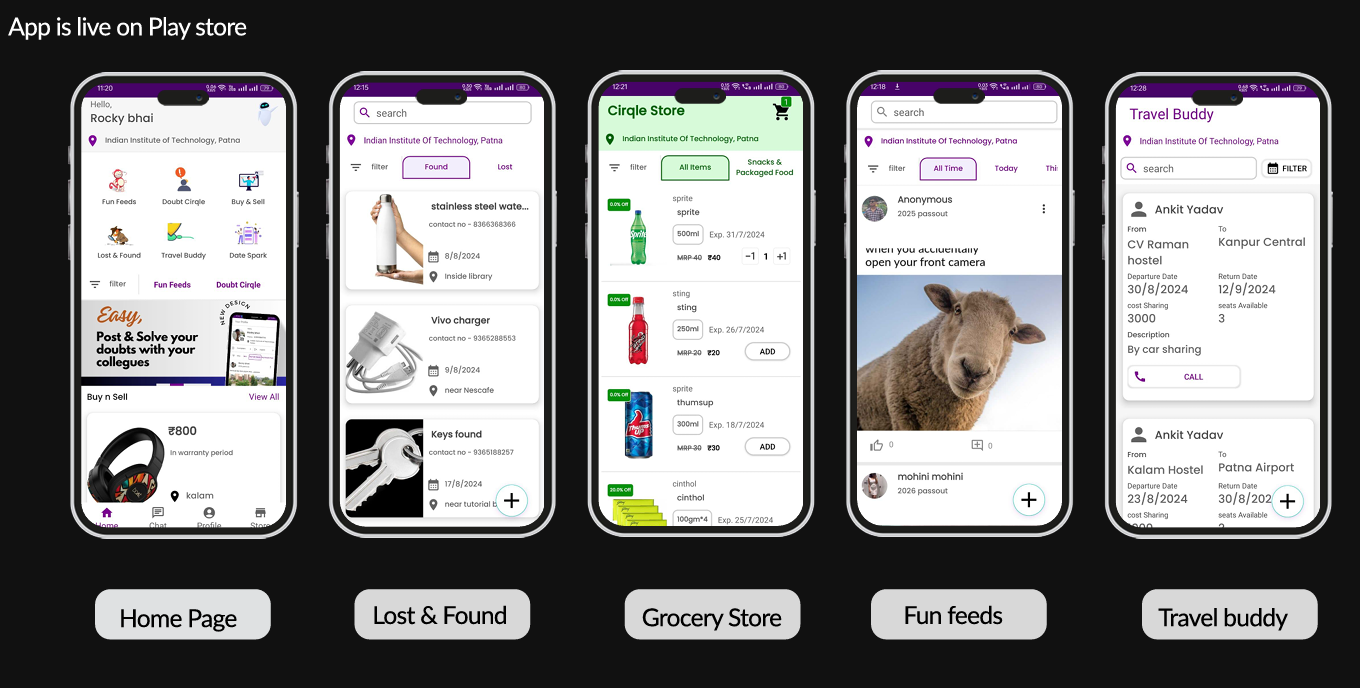 App is live on Play store
11:20
Hello,
Rocky bhai
Indian Institute Of Technology, Patna
Fun Feeds
Doubt Cirqle
Buy & Sell
Lost & Found
Travel Buddy
Date Spark
filter
Fun Feeds
Doubt Cirqle
Easy,
Post & Solve your
doubts with your
collegues
NEW DESIGN
Buy n Sell
View All
₹800
In warranty period
kalam
Home
Chat
Profile
Store
12:15
search
Indian Institute Of Technology, Patna
filter
Found
Lost
stainless steel wate...
contact no - 8366368366
8/8/2024
Inside library
Vivo charger
contact no - 9365288553
9/8/2024
near Nescafe
Keys found
contact no - 9365188257
17/8/2024
near tutorial b
12:21
Cirqle Store
1
Indian Institute Of Technology, Patna
filter
All Items
Snacks &
Packaged Food
0.0% Off
Sprite
sprite
sprite
500ml
Exp. 31/7/2024
MRP 40
₹40
−1
1
+1
0.0% Off
sting
sting
250ml
Exp. 26/7/2024
MRP 20
₹20
ADD
0.0% Off
Thums Up
sprite
thumsup
300ml
Exp. 18/7/2024
MRP 30
₹30
ADD
20.0% Off
cinthol
cinthol
100gm*4
Exp. 25/7/2024
12:18
search
Indian Institute Of Technology, Patna
filter
All Time
Today
Thi
Anonymous
2025 passout
when you accidentally
open your front camera
0
0
mohini mohini
2026 passout
12:28
Travel Buddy
Indian Institute Of Technology, Patna
search
FILTER
Ankit Yadav
From
To
CV Raman
hostel
Kanpur Central
Departure Date
Return Date
30/8/2024
12/9/2024
cost Sharing
seats Available
3000
3
Description
By car sharing
CALL
Ankit Yadav
From
To
Kalam Hostel
Patna Airport
Departure Date
Return Date
23/8/2024
30/8/202
cost Sharing
seats Available
Home Page
Lost & Found
Grocery Store
Fun feeds
Travel buddy